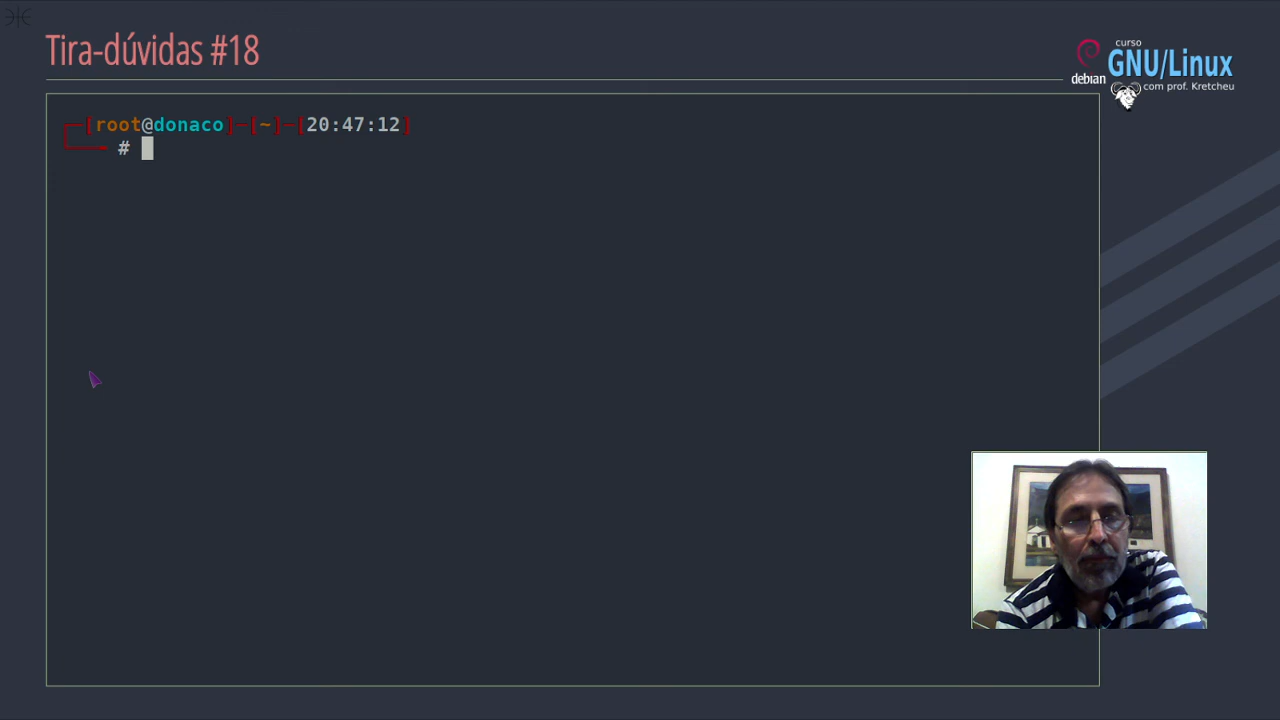 Tira-dúvidas #18
curso
GNU/Linux
debian
com prof. Kretcheu
[root@donaco]-[~]-[20:47:12]
#